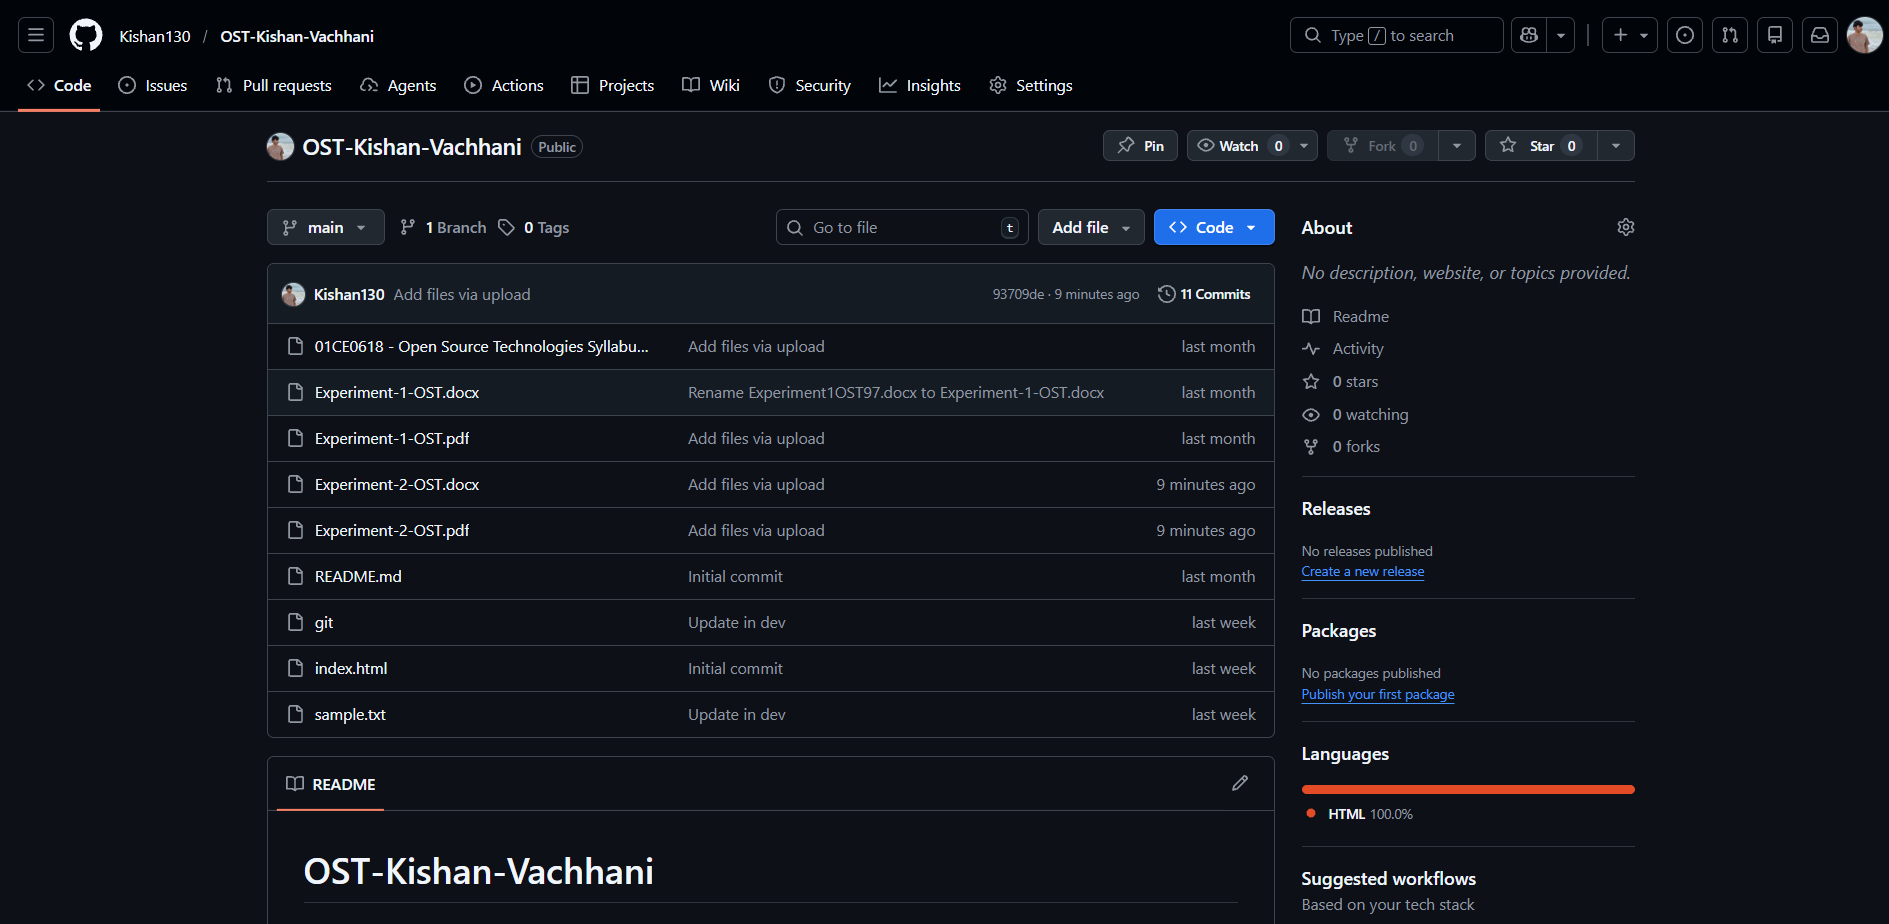 Kishan130 / OST-Kishan-Vachhani
Type / to search
Code Issues Pull requests Agents Actions Projects Wiki Security Insights Settings
OST-Kishan-Vachhani Public
Pin Watch 0 Fork 0 Star 0
main 1 Branch 0 Tags
Go to file t Add file Code
Kishan130 Add files via upload 93709de · 9 minutes ago 11 Commits
01CE0618 - Open Source Technologies Syllabu... Add files via upload last month
Experiment-1-OST.docx Rename Experiment1OST97.docx to Experiment-1-OST.docx last month
Experiment-1-OST.pdf Add files via upload last month
Experiment-2-OST.docx Add files via upload 9 minutes ago
Experiment-2-OST.pdf Add files via upload 9 minutes ago
README.md Initial commit last month
git Update in dev last week
index.html Initial commit last week
sample.txt Update in dev last week
README
OST-Kishan-Vachhani
About
No description, website, or topics provided.
Readme
Activity
0 stars
0 watching
0 forks
Releases
No releases published
Create a new release
Packages
No packages published
Publish your first package
Languages
HTML 100.0%
Suggested workflows
Based on your tech stack